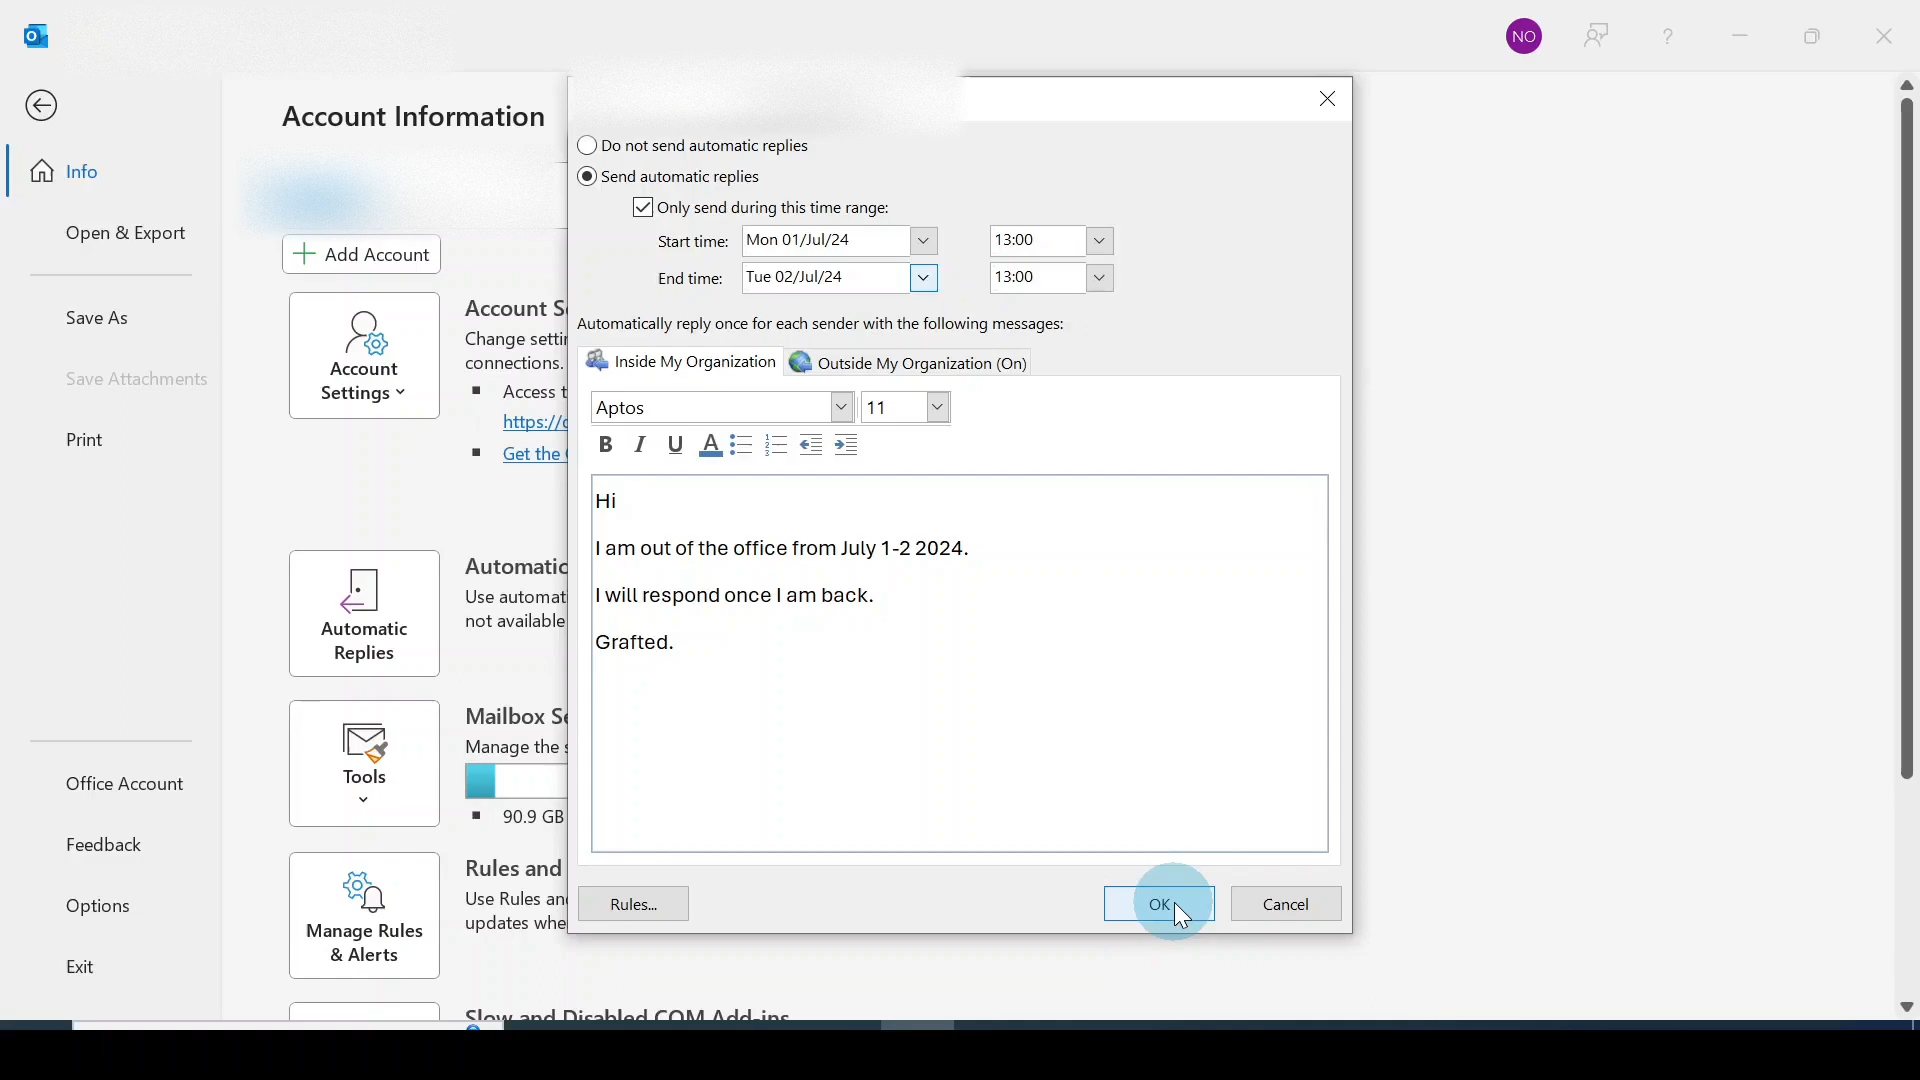 NO
?
Account Information
Info
Open & Export
Save As
Save Attachments
Print
Office Account
Feedback
Options
Exit
Add Account
Account Settings
Account
Change
connections.
Access
https://
Get the
Automatic Replies
Automatic
Use
not available
Tools
Mailbox
Manage the
90.9 GB
Manage Rules & Alerts
Rules and
Use Rules
updates
Slow and Disabled COM Add-ins
Do not send automatic replies
Send automatic replies
Only send during this time range:
Start time: Mon 01/Jul/24 13:00
End time: Tue 02/Jul/24 13:00
Automatically reply once for each sender with the following messages:
Inside My Organization Outside My Organization (On)
Aptos 11
B I U A
Hi
I am out of the office from July 1-2 2024.
I will respond once I am back.
Grafted.
Rules... OK Cancel